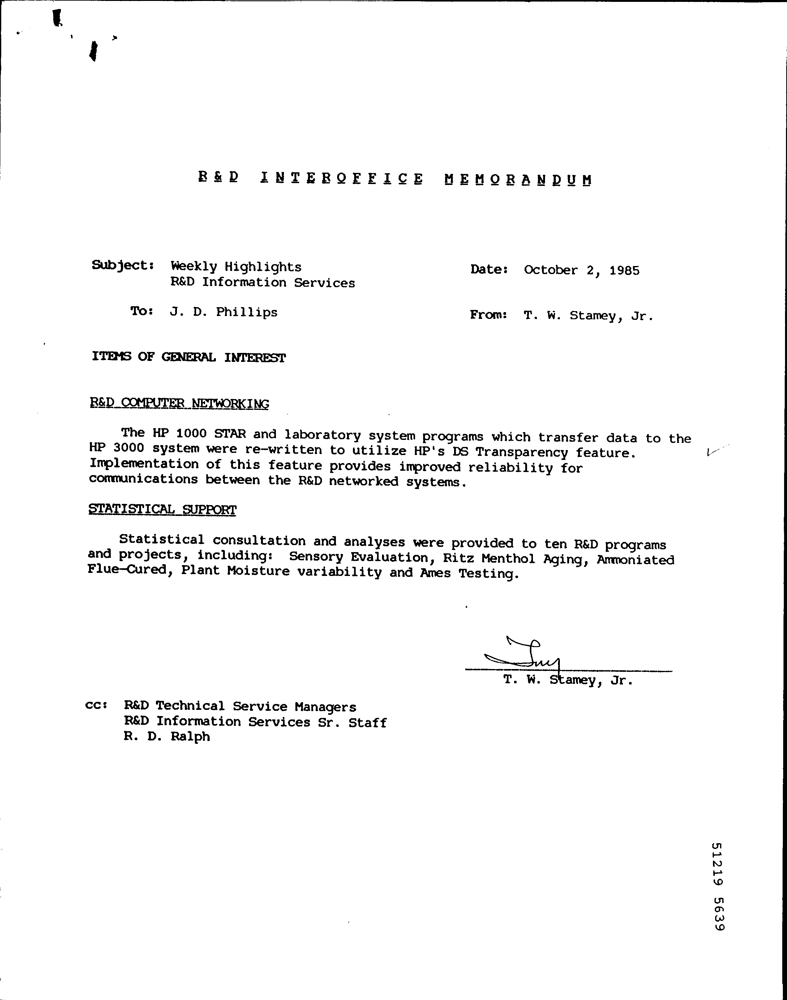 R&D INTEROFFICE MEMORANDUM
Subject: Weekly Highlights
R&D Information Services
Date: October 2, 1985
To: J. D. Phillips
From: T. W. Stamey, Jr.
ITEMS OF GENERAL INTEREST
R&D COMPUTER NETWORKING
The HP 1000 STAR and laboratory system programs which transfer data to the
HP 3000 system were re-written to utilize HP's DS Transparency feature.
Implementation of this feature provides improved reliability for
communications between the R&D networked systems.
STATISTICAL SUPPORT
Statistical consultation and analyses were provided to ten R&D programs
and projects, including: Sensory Evaluation, Ritz Menthol Aging, Ammoniated
Flue-Cured, Plant Moisture variability and Ames Testing.
T. W. Stamey, Jr.
cc: R&D Technical Service Managers
R&D Information Services Sr. Staff
R. D. Ralph
51219 5639